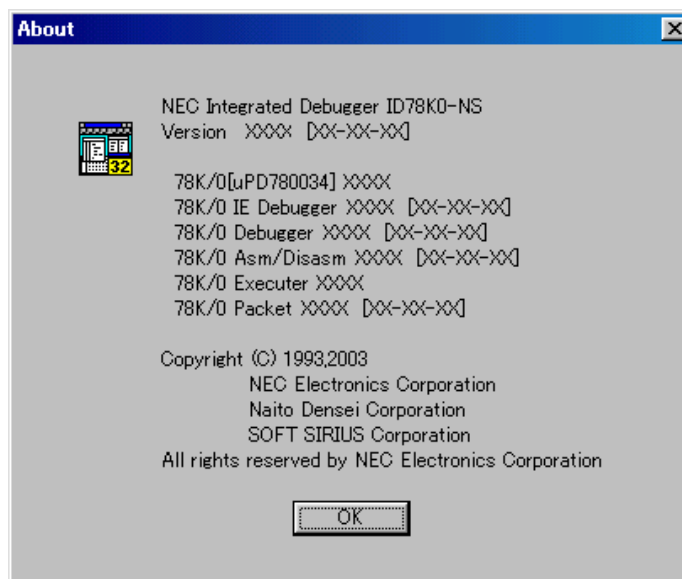 About
NEC Integrated Debugger ID78K0-NS
Version XXXX [XX-XX-XX]
32
78K/0[uPD780034] XXXX
78K/0 IE Debugger XXXX [XX-XX-XX]
78K/0 Debugger XXXX [XX-XX-XX]
78K/0 Asm/Disasm XXXX [XX-XX-XX]
78K/0 Executer XXXX
78K/0 Packet XXXX [XX-XX-XX]
Copyright (C) 1993,2003
NEC Electronics Corporation
Naito Densei Corporation
SOFT SIRIUS Corporation
All rights reserved by NEC Electronics Corporation
OK